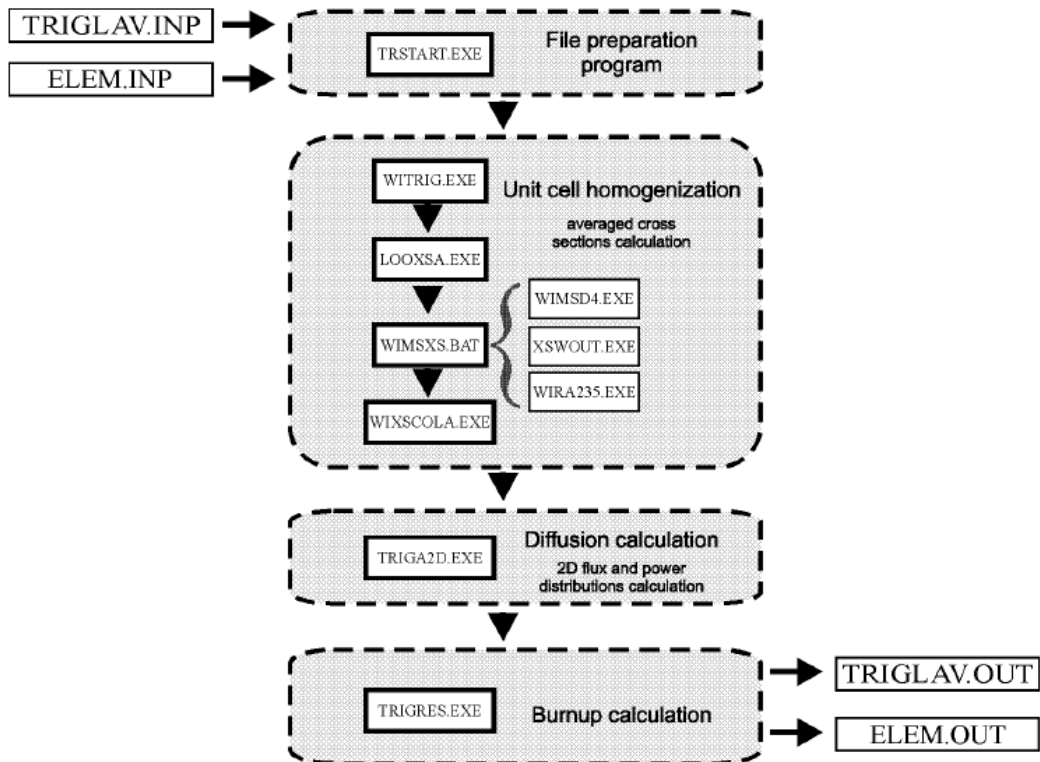 TRIGLAV.INP
ELEM.INP
TRSTART.EXE
File preparation
program
WITRIG.EXE
Unit cell homogenization
averaged cross
sections calculation
LOOXSA.EXE
WIMSXS.BAT
WIMSD4.EXE
XSWOUT.EXE
WIRA235.EXE
WIXSCOLA.EXE
TRIGA2D.EXE
Diffusion calculation
2D flux and power
distributions calculation
TRIGRES.EXE
Burnup calculation
TRIGLAV.OUT
ELEM.OUT